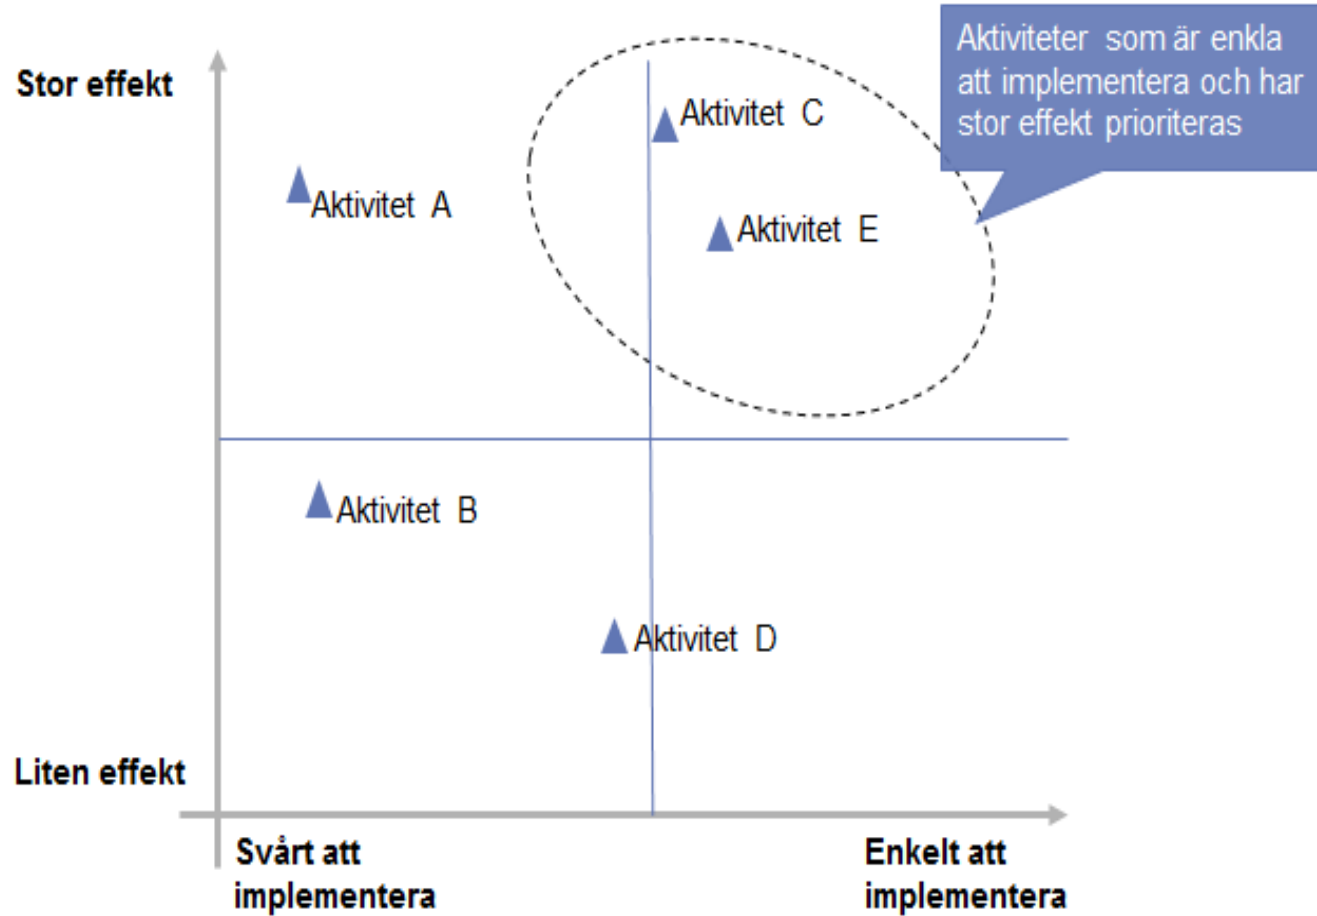 Aktiviteter som är enkla
att implementera och har
stor effekt prioriteras
Stor effekt
Aktivitet C
Aktivitet A
Aktivitet E
Aktivitet B
Aktivitet D
Liten effekt
Svårt att
implementera
Enkelt att
implementera